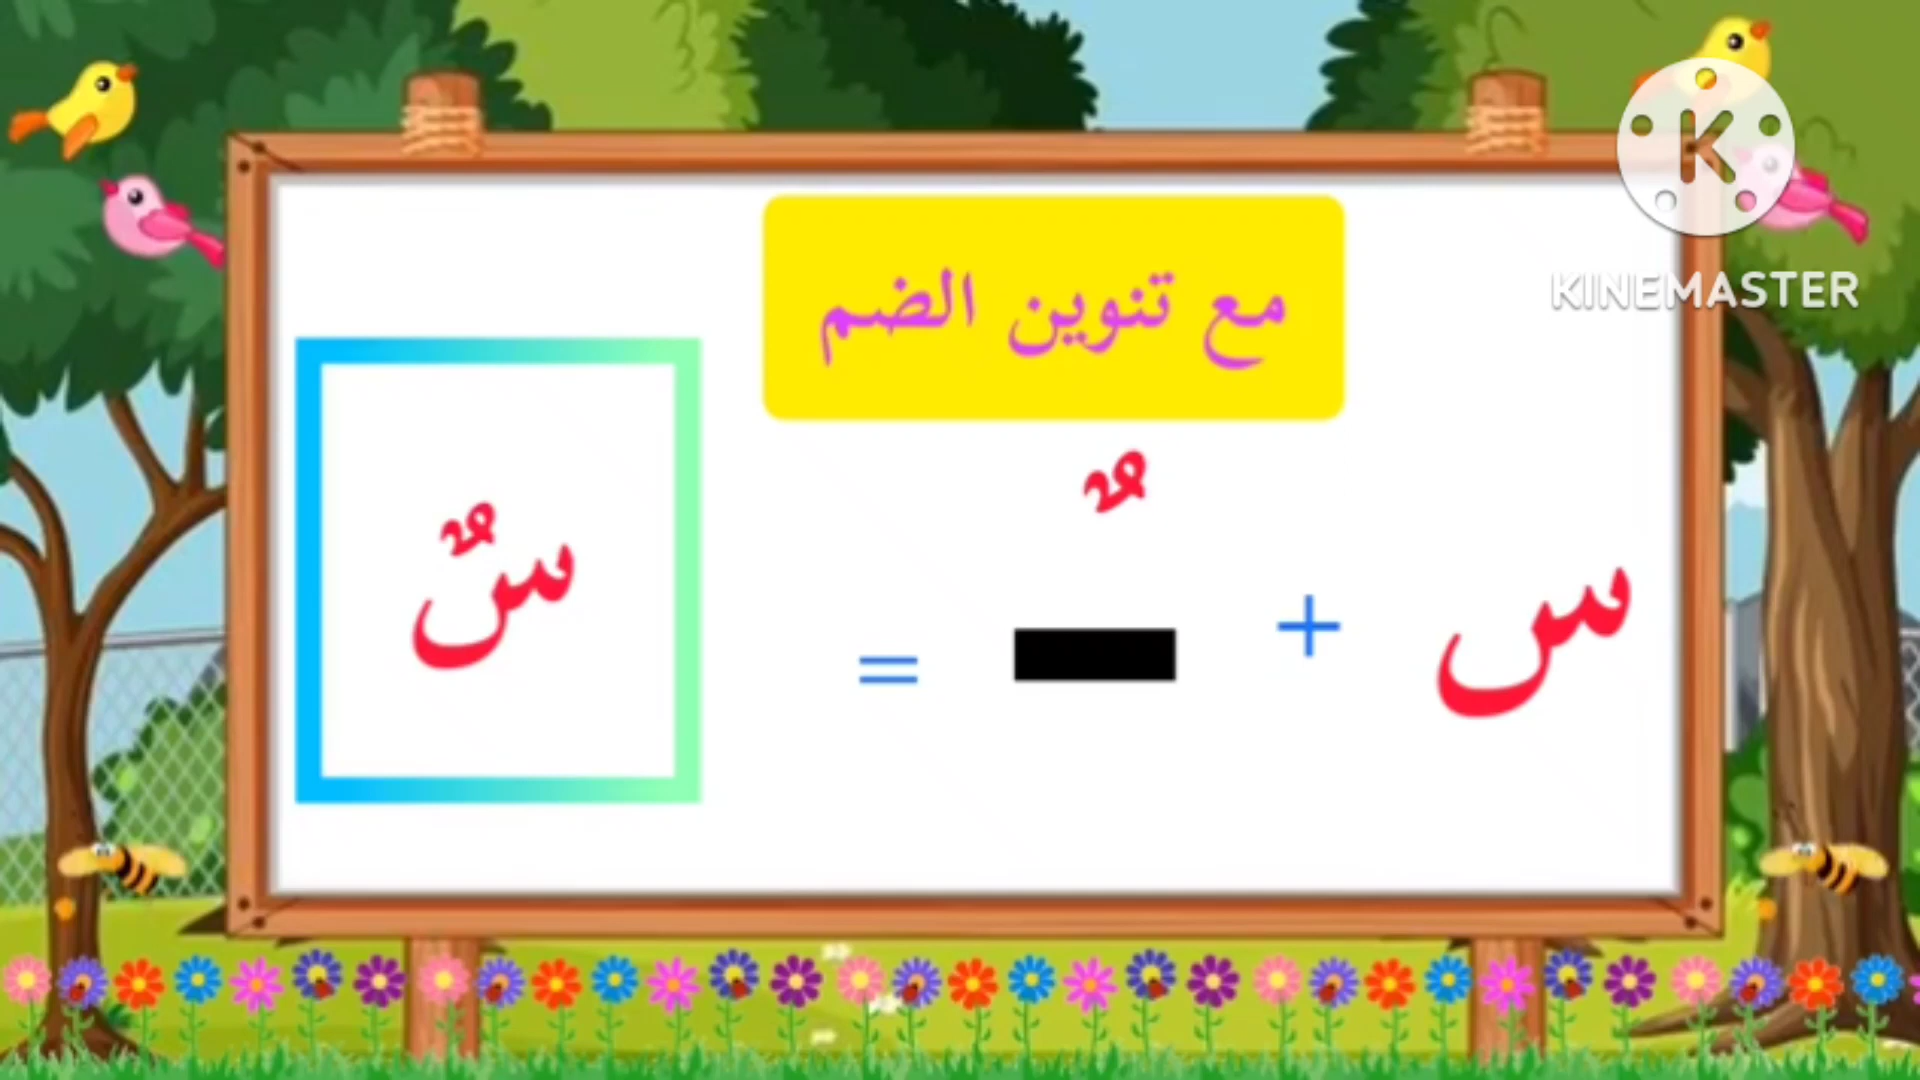 مع تنوين الضم
س + ـٌ = سٌ
K
KINEMASTER